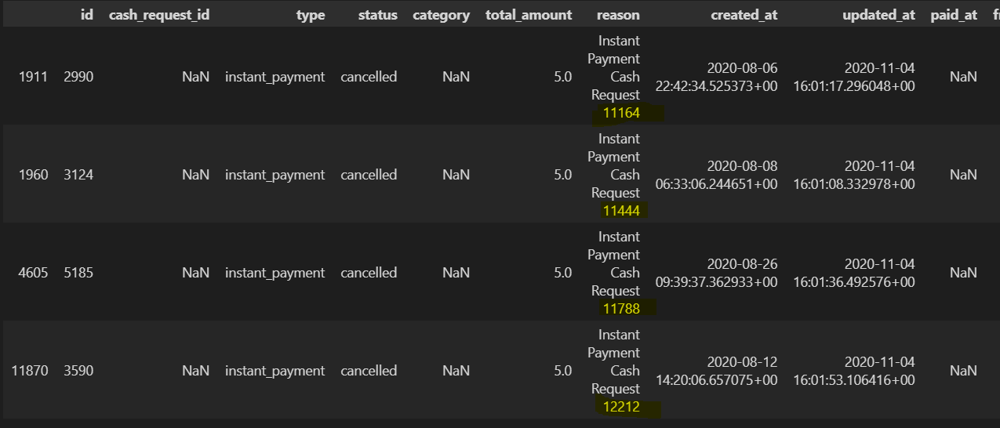 id cash_request_id type status category total_amount reason created_at updated_at paid_at
Instant
Payment
1911 2990 NaN instant_payment cancelled NaN 5.0 Cash 2020-08-06 22:42:34.525373+00 2020-11-04 16:01:17.296048+00 NaN
Request
11164
Instant
Payment
1960 3124 NaN instant_payment cancelled NaN 5.0 Cash 2020-08-08 06:33:06.244651+00 2020-11-04 16:01:08.332978+00 NaN
Request
11444
Instant
Payment
4605 5185 NaN instant_payment cancelled NaN 5.0 Cash 2020-08-26 09:39:37.362933+00 2020-11-04 16:01:36.492576+00 NaN
Request
11788
Instant
Payment
11870 3590 NaN instant_payment cancelled NaN 5.0 Cash 2020-08-12 14:20:06.657075+00 2020-11-04 16:01:53.106416+00 NaN
Request
12212